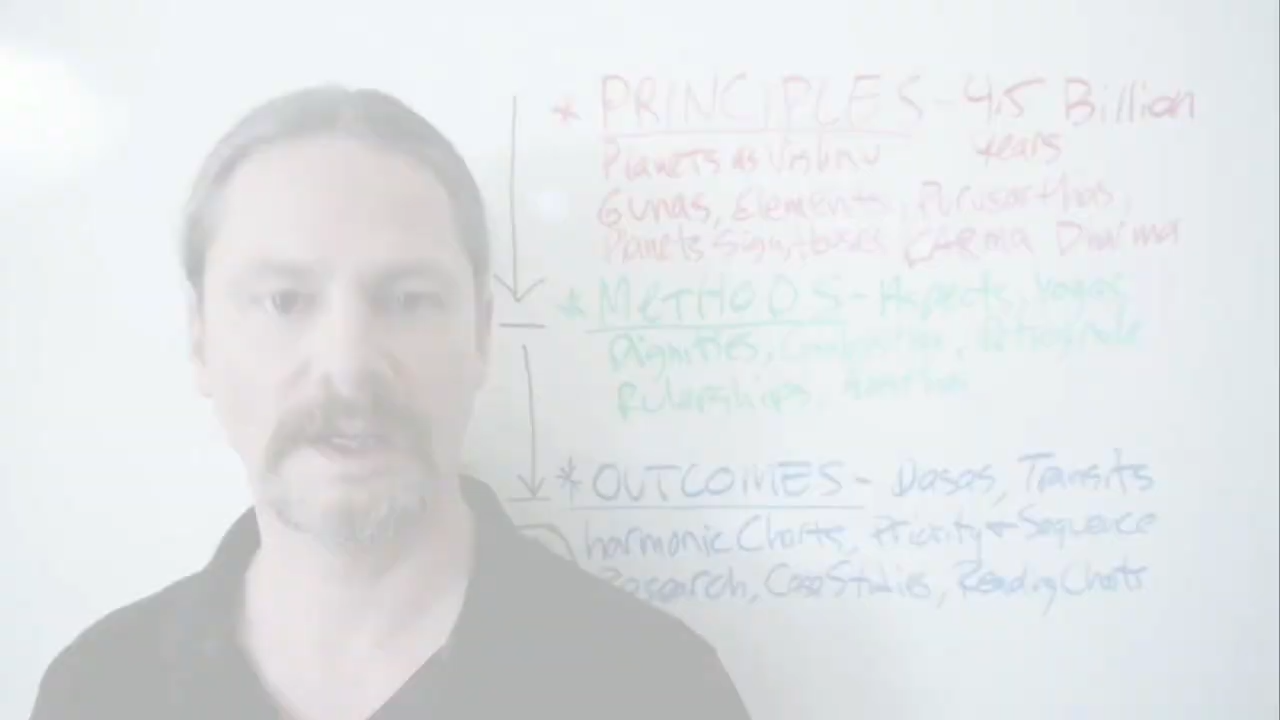 * PRINCIPLES - 4.5 Billion
Planets as Vishnu years
Gunas, Elements, Purusarthas,
Planets Signs, Houses Karma Dharma
* METHODS - Aspects, Yogas
Dignities, Combustion, Retrograde
Rulerships,
* OUTCOMES - Dasas, Transits
harmonic Charts, Priority + Sequence
Research, Case Studies, Reading Charts